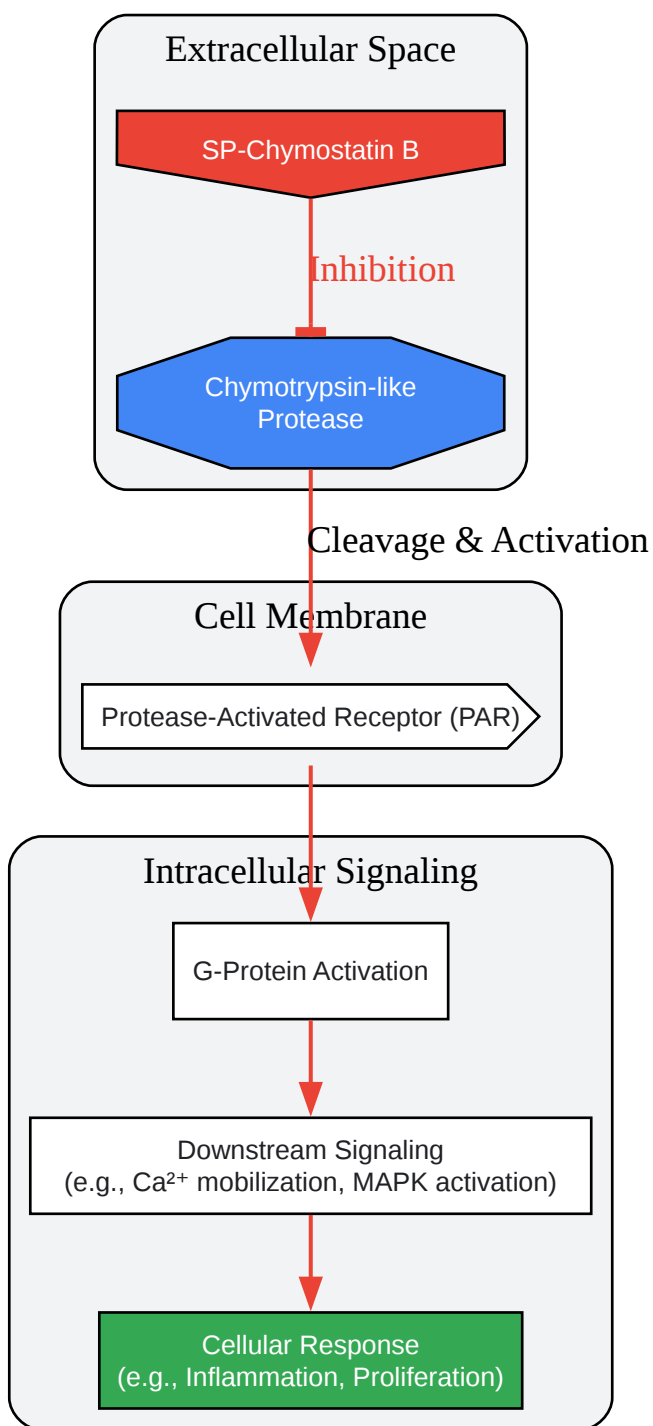 Extracellular Space
SP-Chymostatin B
Inhibition
Chymotrypsin-like
Protease
Cleavage & Activation
Cell Membrane
Protease-Activated Receptor (PAR)
Intracellular Signaling
G-Protein Activation
Downstream Signaling
(e.g., Ca²⁺ mobilization, MAPK activation)
Cellular Response
(e.g., Inflammation, Proliferation)